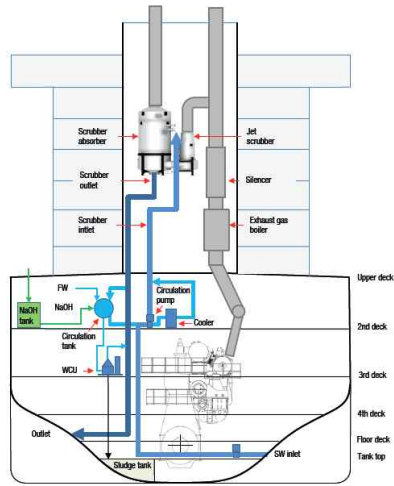 Scrubber
absorber
Jet
scrubber
Scrubber
outlet
Silencer
Scrubber
intlet
Exhaust gas
boiler
Upper deck
FW
NaOH
tank
NaOH
Circulation
pump
Cooler
2nd deck
Circulation
tank
WCU
3rd deck
4th deck
Outlet
Floor deck
SW inlet
Tank top
Sludge tank